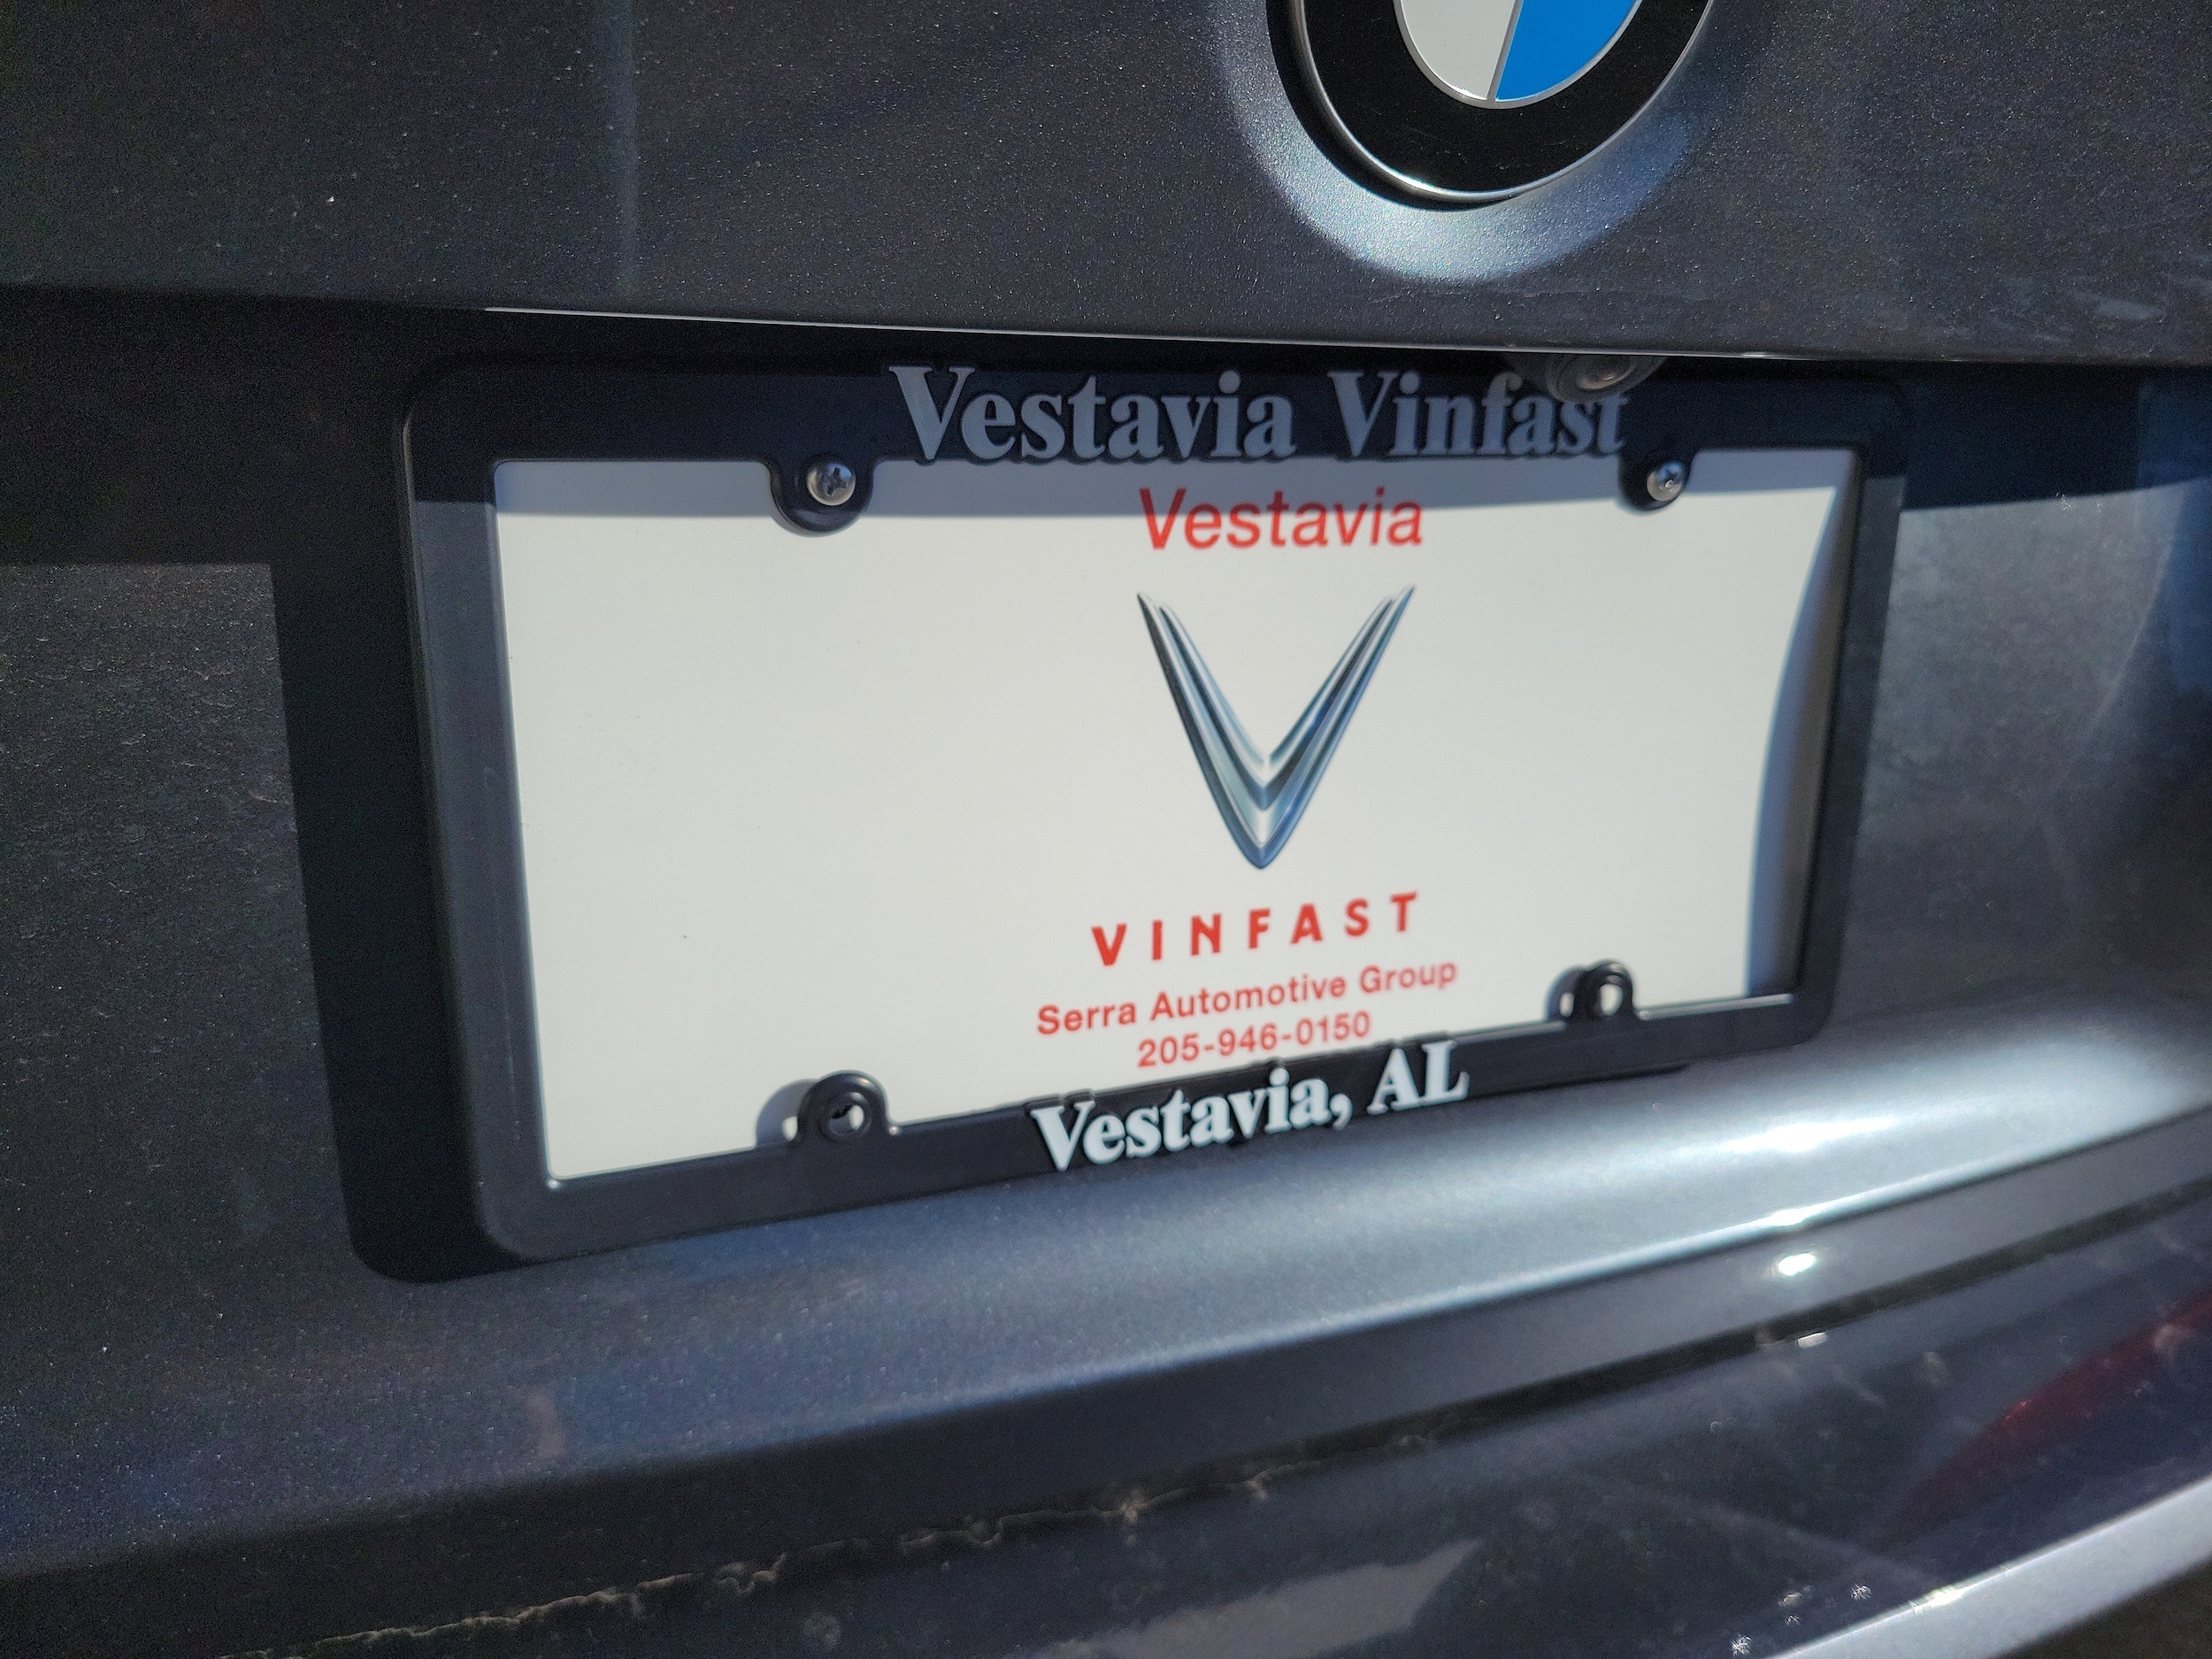 Vestavia Vinfast
Vestavia
VINFAST
Serra Automotive Group
205-946-0150
Vestavia, AL